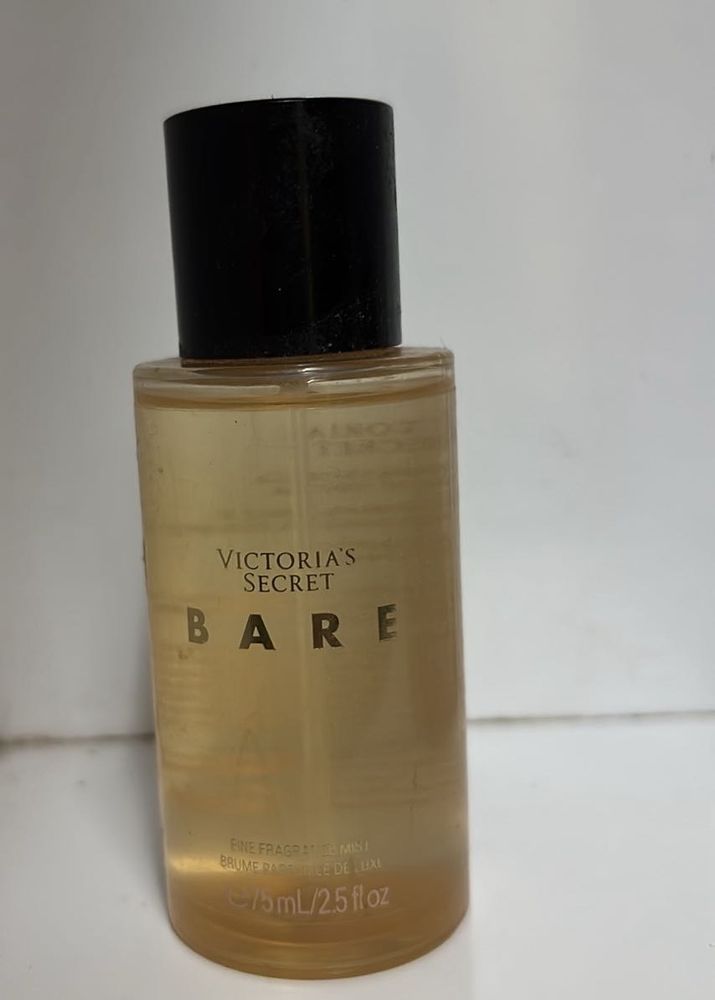 VICTORIA'S
SECRET
BARE
FINE FRAGRANCE MIST
BRUME PARFUMÉE DE LUXE
℮75mL/2.5 fl oz